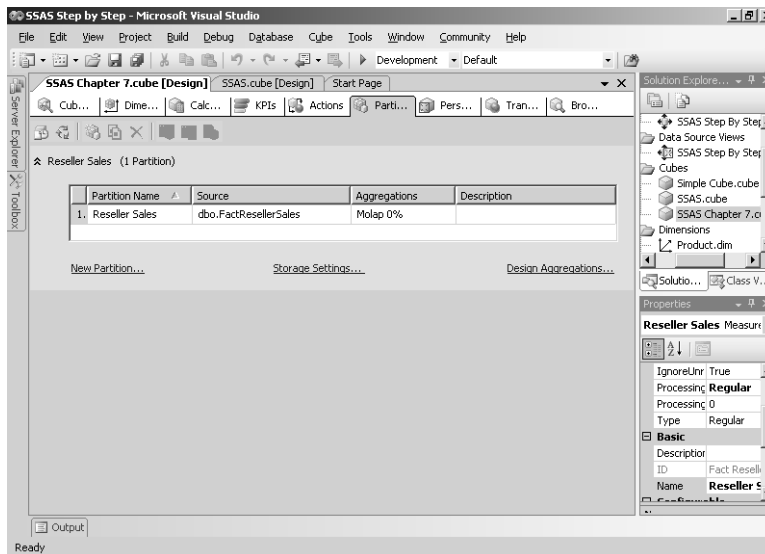 SSAS Step by Step - Microsoft Visual Studio
File Edit View Project Build Debug Database Cube Tools Window Community Help
Development Default
SSAS Chapter 7.cube [Design] SSAS.cube [Design] Start Page
Cub... Dime... Calc... KPIs Actions Parti... Pers... Tran... Bro...
Server Explorer
Toolbox
Reseller Sales (1 Partition)
Partition Name Source Aggregations Description
1. Reseller Sales dbo.FactResellerSales Molap 0%
New Partition... Storage Settings... Design Aggregations...
Solution Explore...
SSAS Step By Step
Data Source Views
SSAS Step By Step
Cubes
Simple Cube.cube
SSAS.cube
SSAS Chapter 7.c
Dimensions
Product.dim
Solutio... Class V...
Properties
Reseller Sales Measure
IgnoreUnr True
Processing Regular
Processing 0
Type Regular
Basic
Description
ID Fact Resell
Name Reseller S
Output
Ready